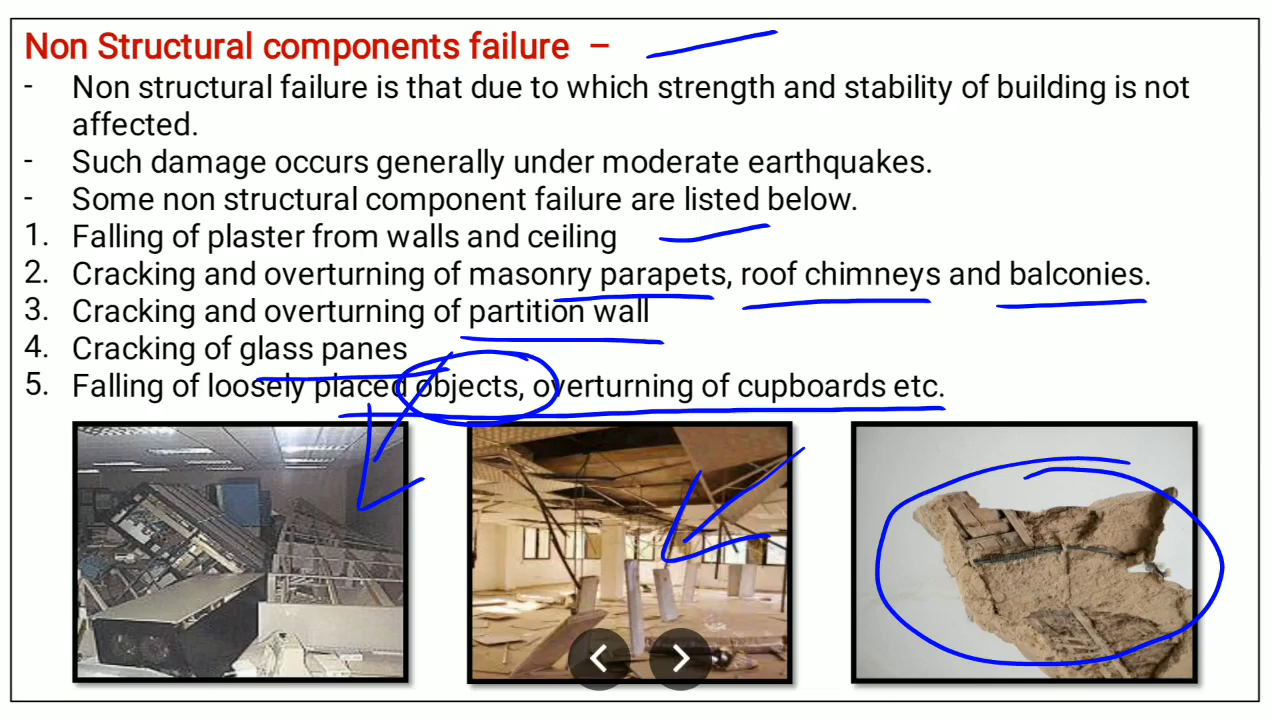 Non Structural components failure –
- Non structural failure is that due to which strength and stability of building is not
affected.
- Such damage occurs generally under moderate earthquakes.
- Some non structural component failure are listed below.
1. Falling of plaster from walls and ceiling
2. Cracking and overturning of masonry parapets, roof chimneys and balconies.
3. Cracking and overturning of partition wall
4. Cracking of glass panes
5. Falling of loosely placed objects, overturning of cupboards etc.